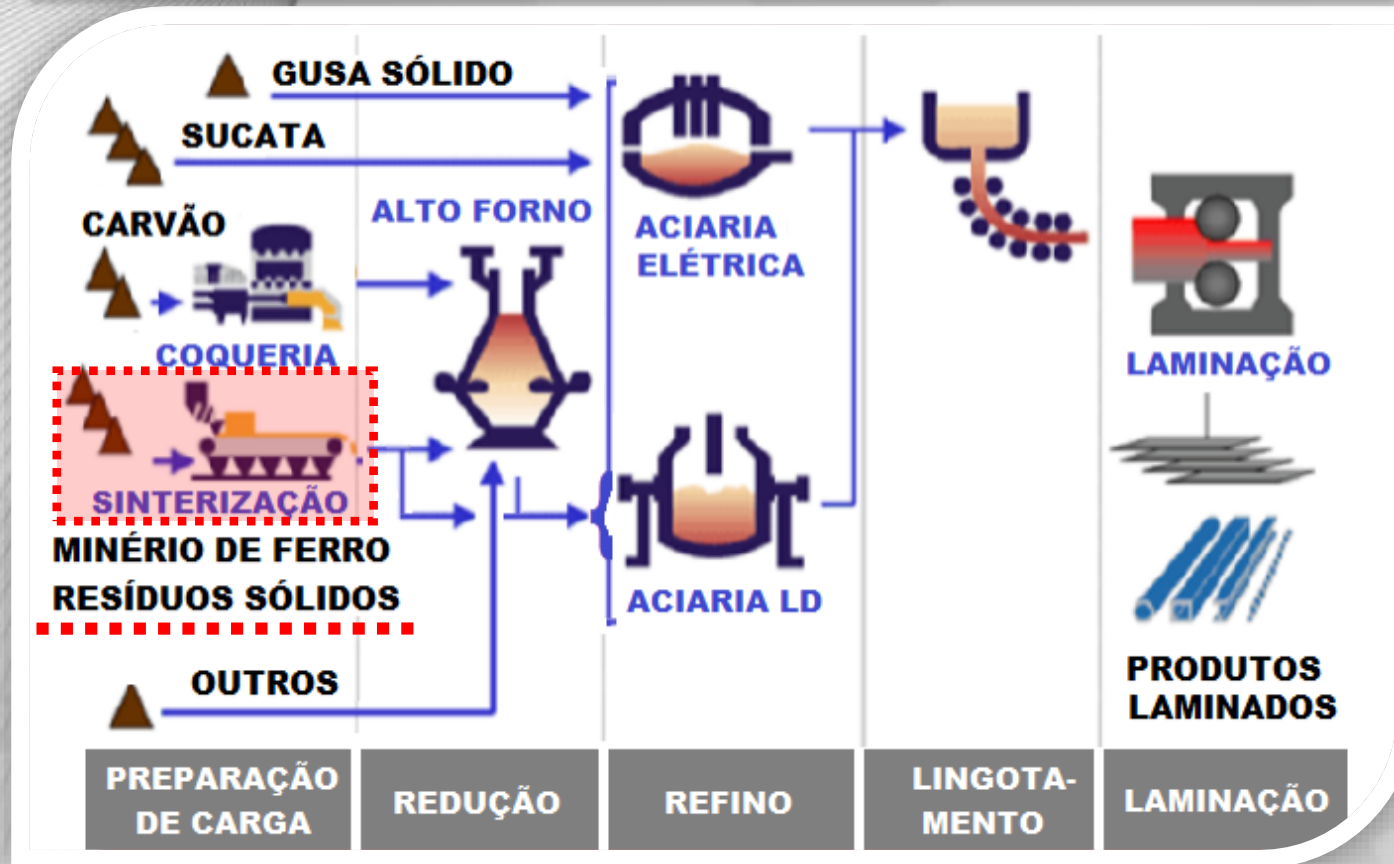 GUSA SÓLIDO
SUCATA
CARVÃO
COQUERIA
SINTERIZAÇÃO
MINÉRIO DE FERRO
RESÍDUOS SÓLIDOS
OUTROS
ALTO FORNO
ACIARIA
ELÉTRICA
ACIARIA LD
LAMINAÇÃO
PRODUTOS
LAMINADOS
PREPARAÇÃO
DE CARGA
REDUÇÃO
REFINO
LINGOTA-
MENTO
LAMINAÇÃO